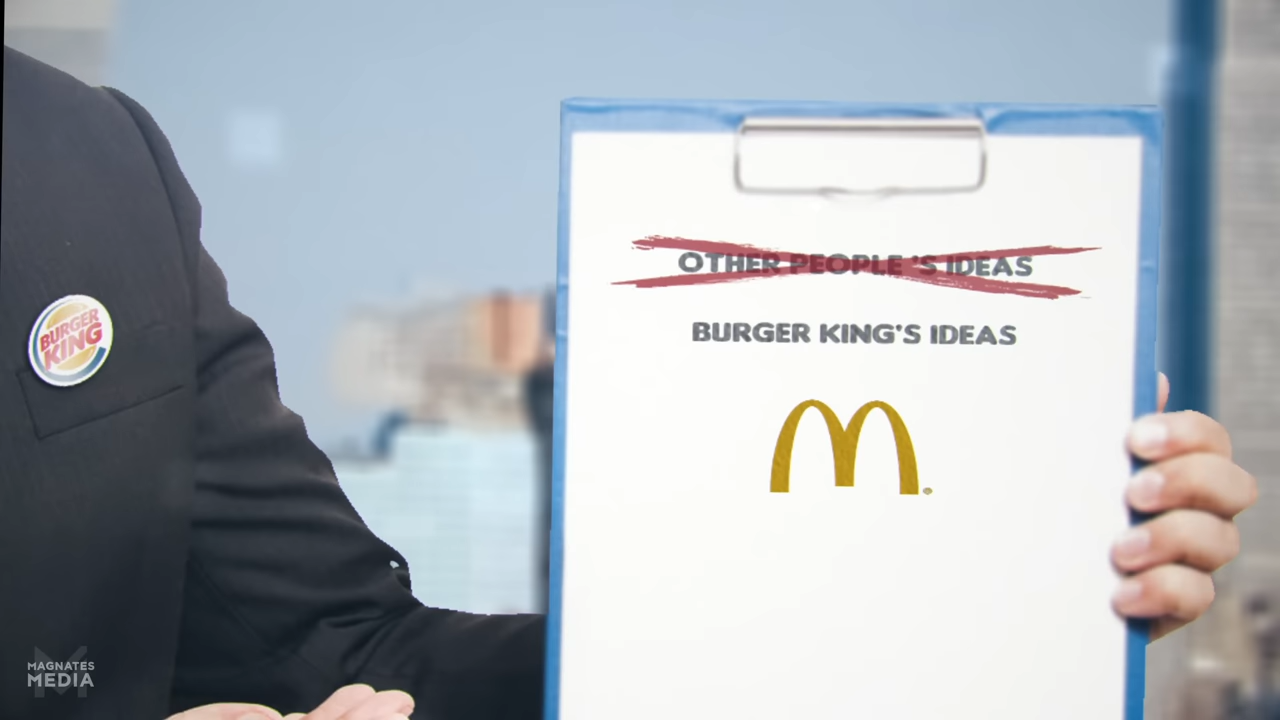 BURGER
KING
OTHER PEOPLE 'S IDEAS
BURGER KING'S IDEAS
MAGNATES
MEDIA